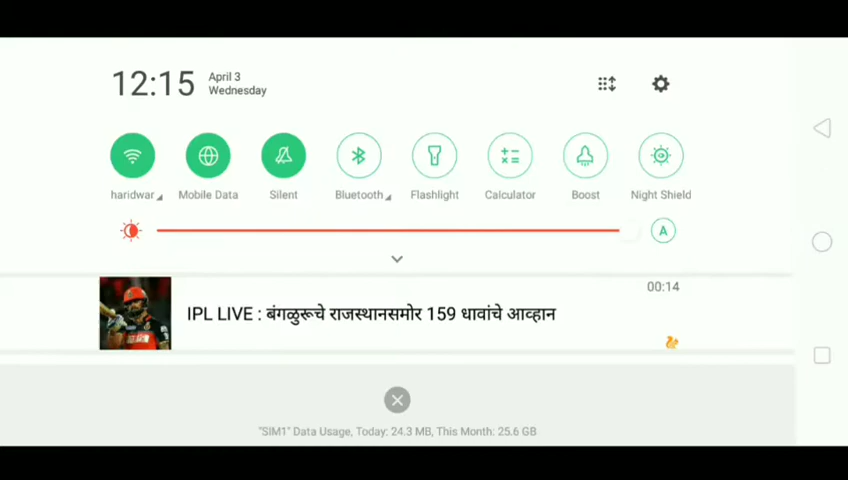 12:15
April 3
Wednesday
haridwar
Mobile Data
Silent
Bluetooth
Flashlight
Calculator
Boost
Night Shield
A
00:14
IPL LIVE : बंगळुरूचे राजस्थानसमोर 159 धावांचे आव्हान
"SIM1" Data Usage, Today: 24.3 MB, This Month: 25.6 GB